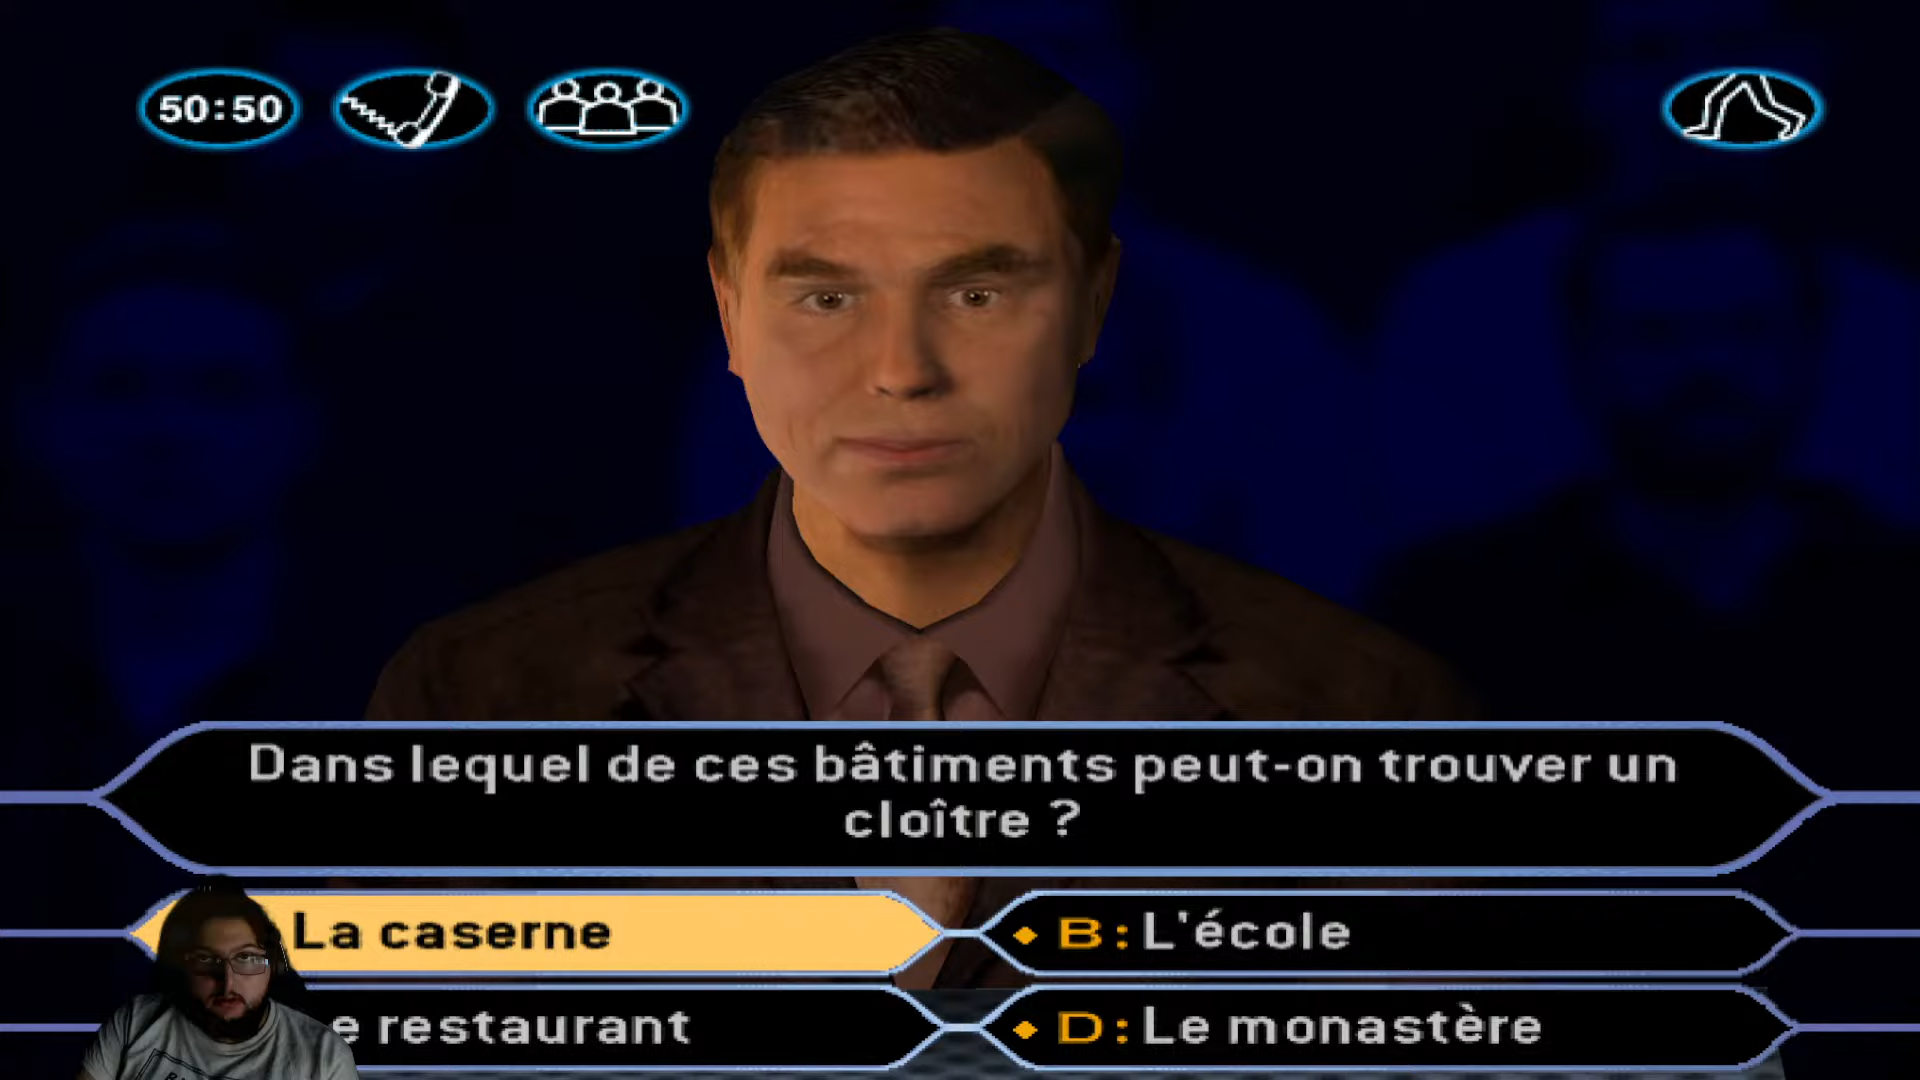 50:50
Dans lequel de ces bâtiments peut-on trouver un
cloître ?
La caserne
B: L'école
e restaurant
D: Le monastère